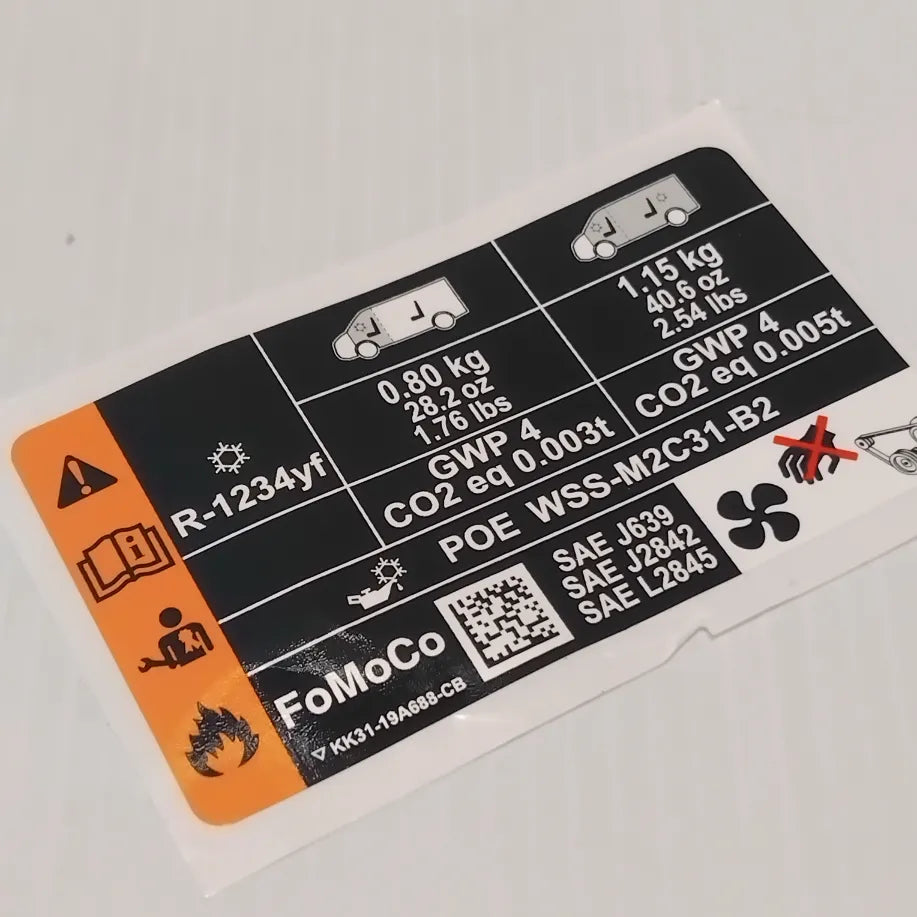 R-1234yf
0.80 kg
28.2 oz
1.76 lbs
GWP 4
CO2 eq 0.003t
1.15 kg
40.6 oz
2.54 lbs
GWP 4
CO2 eq 0.005t
POE WSS-M2C31-B2
FoMoCo
KK31-19A688-CB
SAE J639
SAE J2842
SAE L2845